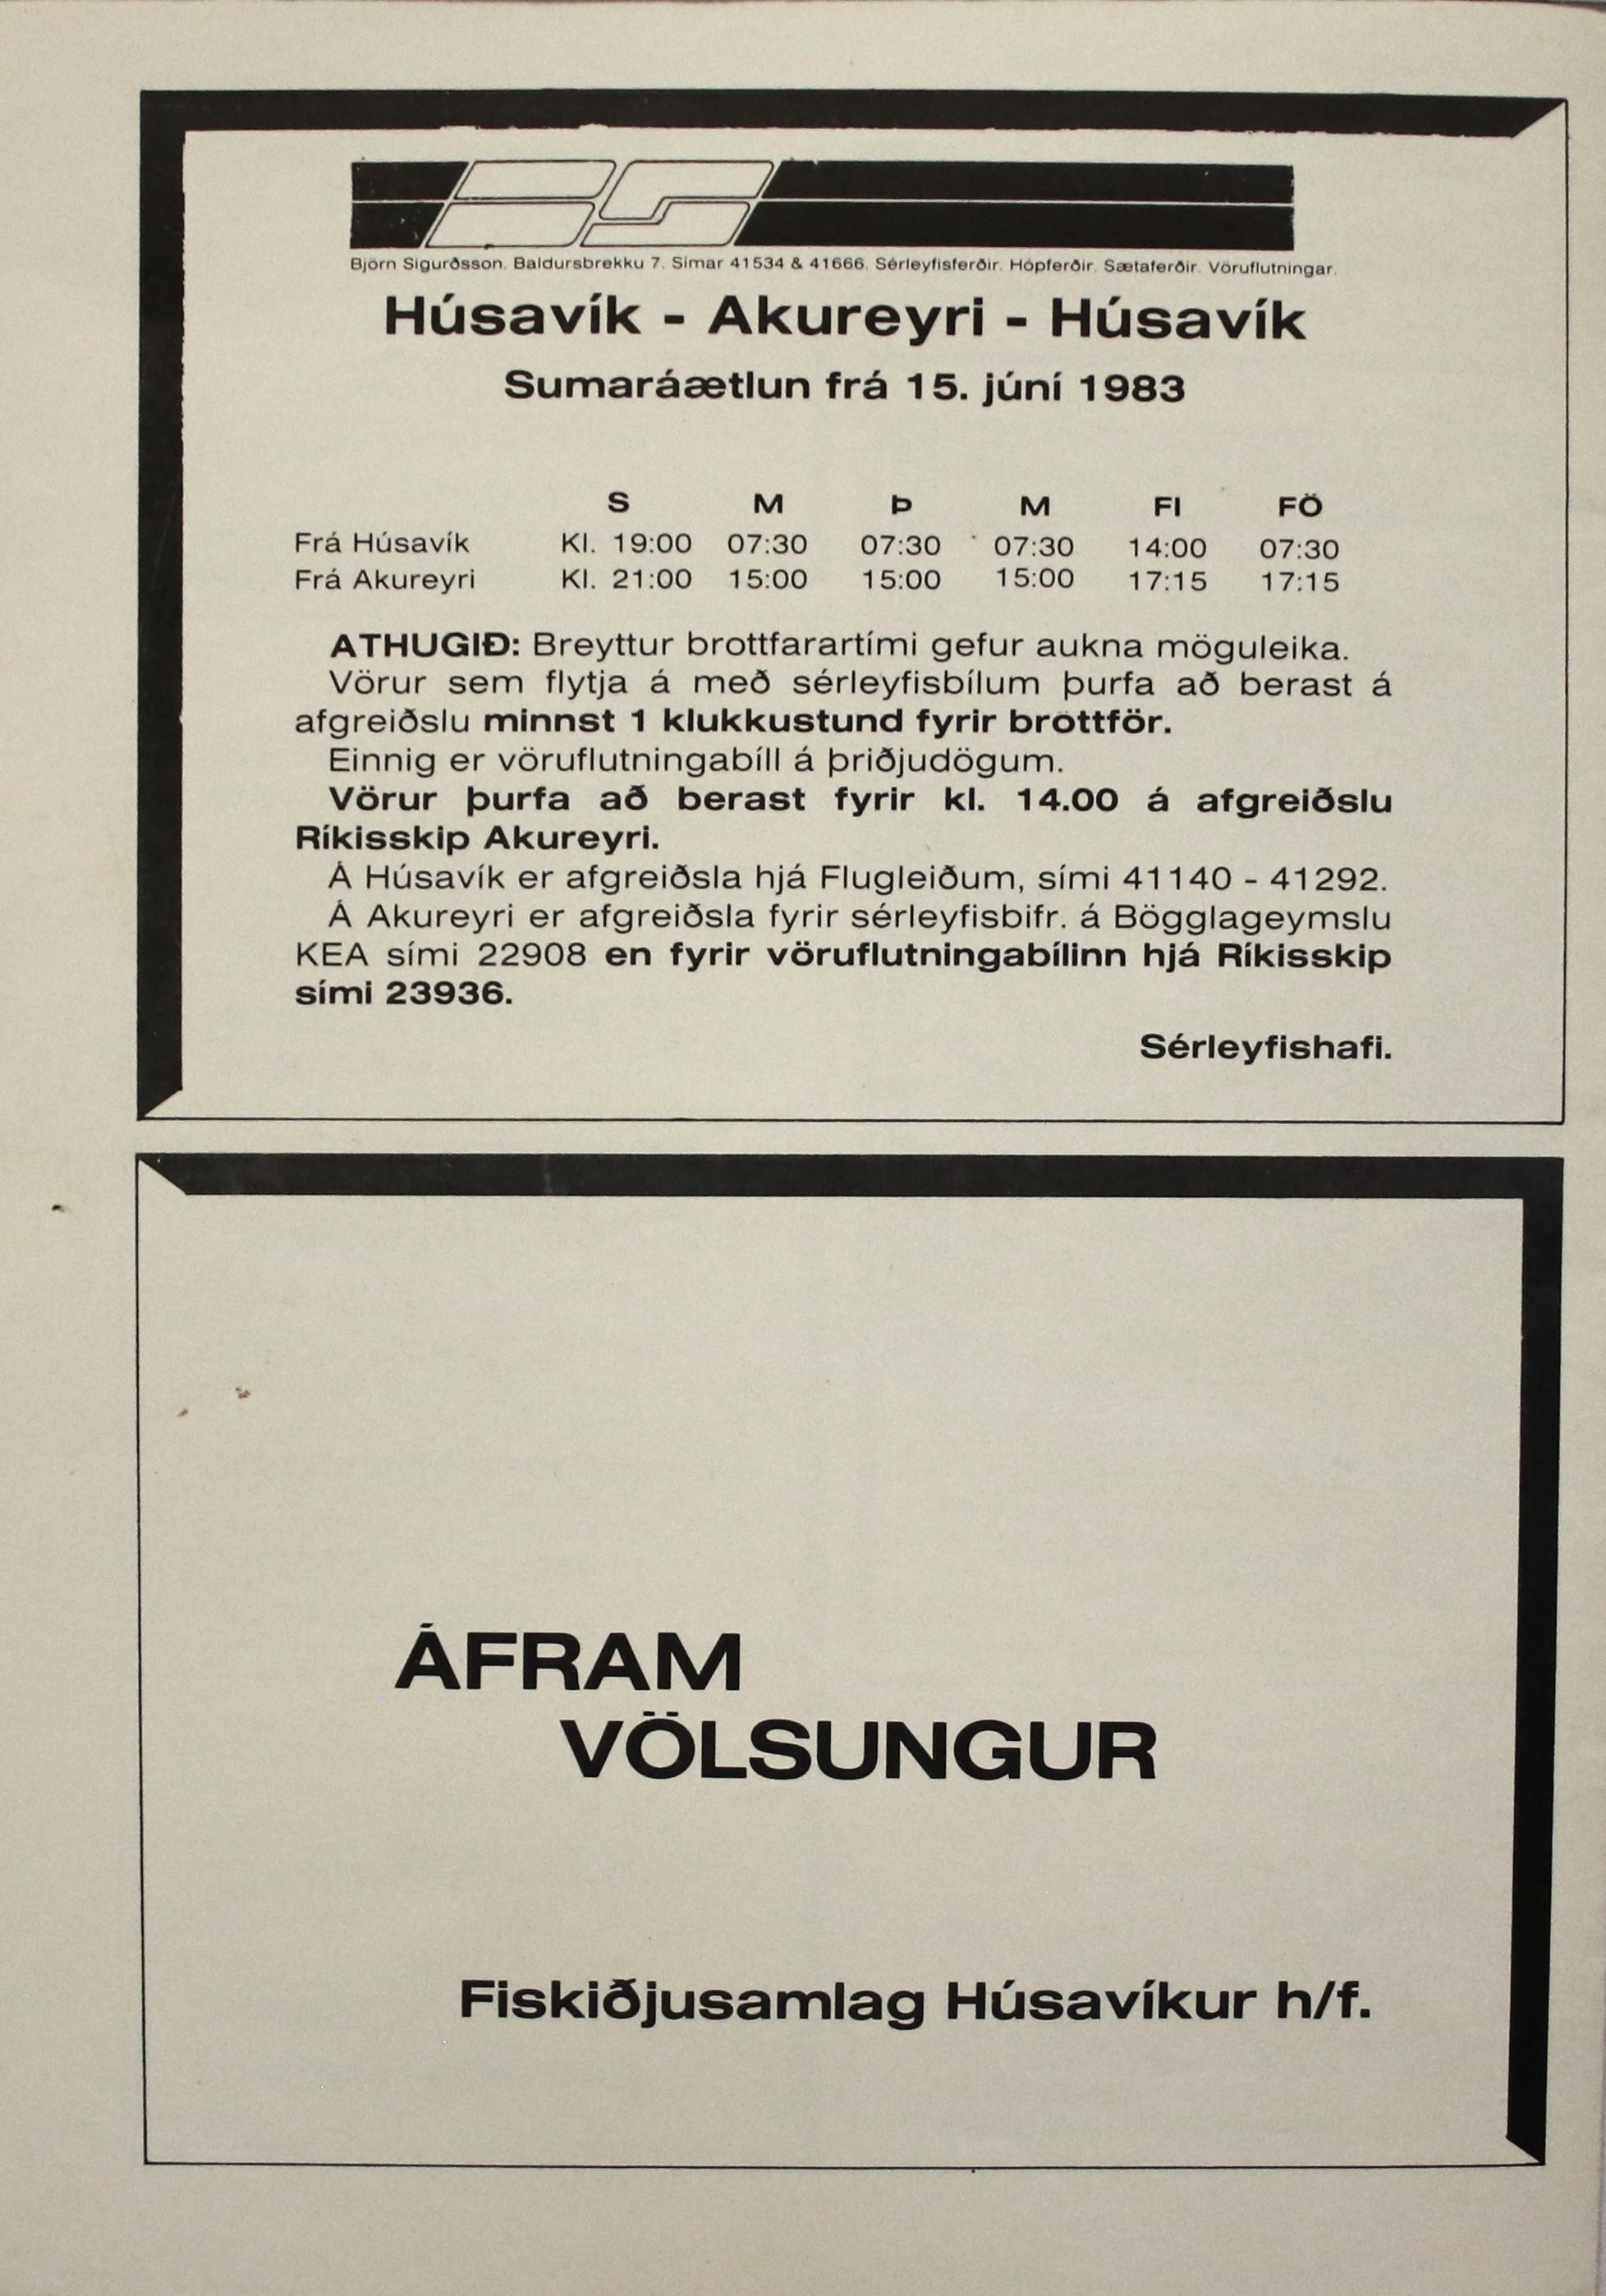 BS
Björn Sigurðsson. Baldursbrekku 7. Símar 41534 & 41666. Sérleyfisferðir. Hópferðir. Sætaferðir. Vöruflutningar.
Húsavík - Akureyri - Húsavík
Sumaráætlun frá 15. júní 1983
S M Þ M FI FÖ
Frá Húsavík Kl. 19:00 07:30 07:30 07:30 14:00 07:30
Frá Akureyri Kl. 21:00 15:00 15:00 15:00 17:15 17:15
ATHUGIÐ: Breyttur brottfarartími gefur aukna möguleika.
Vörur sem flytja á með sérleyfisbílum þurfa að berast á
afgreiðslu minnst 1 klukkustund fyrir brottför.
Einnig er vöruflutningabíll á þriðjudögum.
Vörur þurfa að berast fyrir kl. 14.00 á afgreiðslu
Ríkisskip Akureyri.
Á Húsavík er afgreiðsla hjá Flugleiðum, sími 41140 - 41292.
Á Akureyri er afgreiðsla fyrir sérleyfisbifr. á Bögglageymslu
KEA sími 22908 en fyrir vöruflutningabílinn hjá Ríkisskip
sími 23936.
Sérleyfishafi.
ÁFRAM
VÖLSUNGUR
Fiskiðjusamlag Húsavíkur h/f.